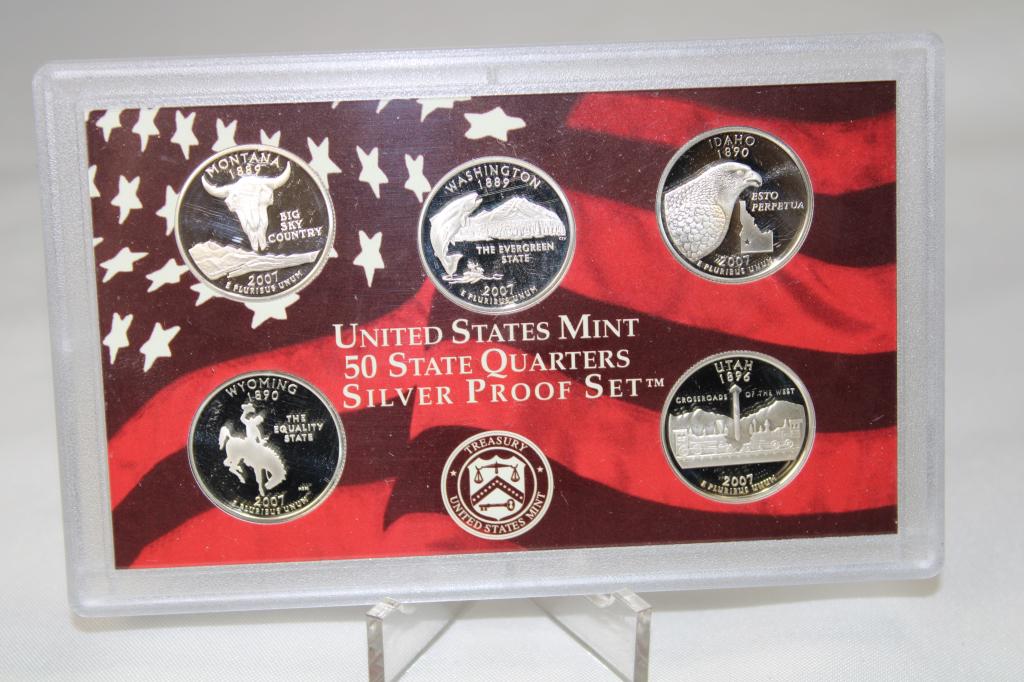 MONTANA
1889
BIG
SKY
COUNTRY
2007
E PLURIBUS UNUM
WASHINGTON
1889
THE EVERGREEN
STATE
2007
E PLURIBUS UNUM
IDAHO
1890
ESTO
PERPETUA
2007
E PLURIBUS UNUM
UNITED STATES MINT
50 STATE QUARTERS
SILVER PROOF SET™
WYOMING
1890
THE
EQUALITY
STATE
2007
E PLURIBUS UNUM
TREASURY
UNITED STATES MINT
UTAH
1896
CROSSROADS OF THE WEST
2007
E PLURIBUS UNUM